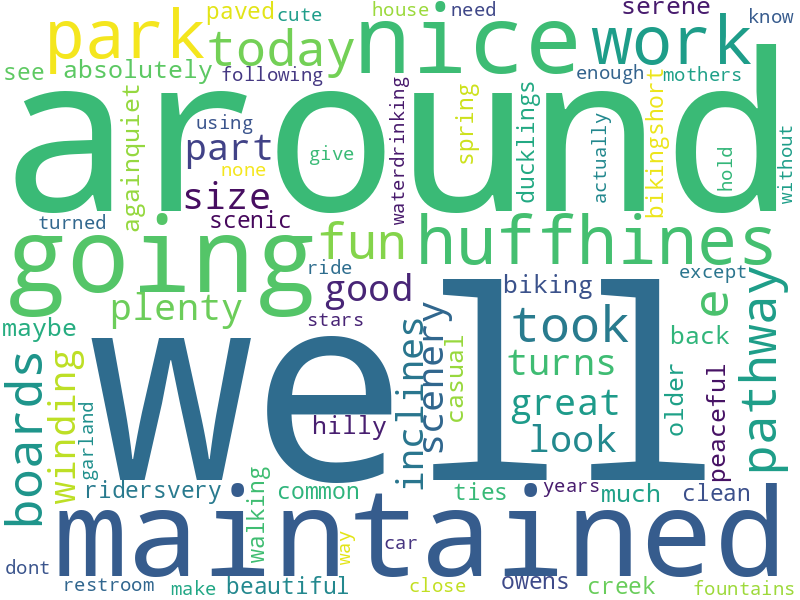 paved cute house need serene
park today nice work know
see absolutely following enough mothers
around
againquiet using part none give waterdrinking spring ducklings actually bikingshort hold without
size scenic turned
going fun huffhines
ride except
plenty good biking e pathway
maybe stars took back
well
boards winding garland hilly inclines scenery casual turns great look older peaceful
ridersvery walking common ties years much clean
maintained
way car
dont restroom make beautiful close owens creek fountains